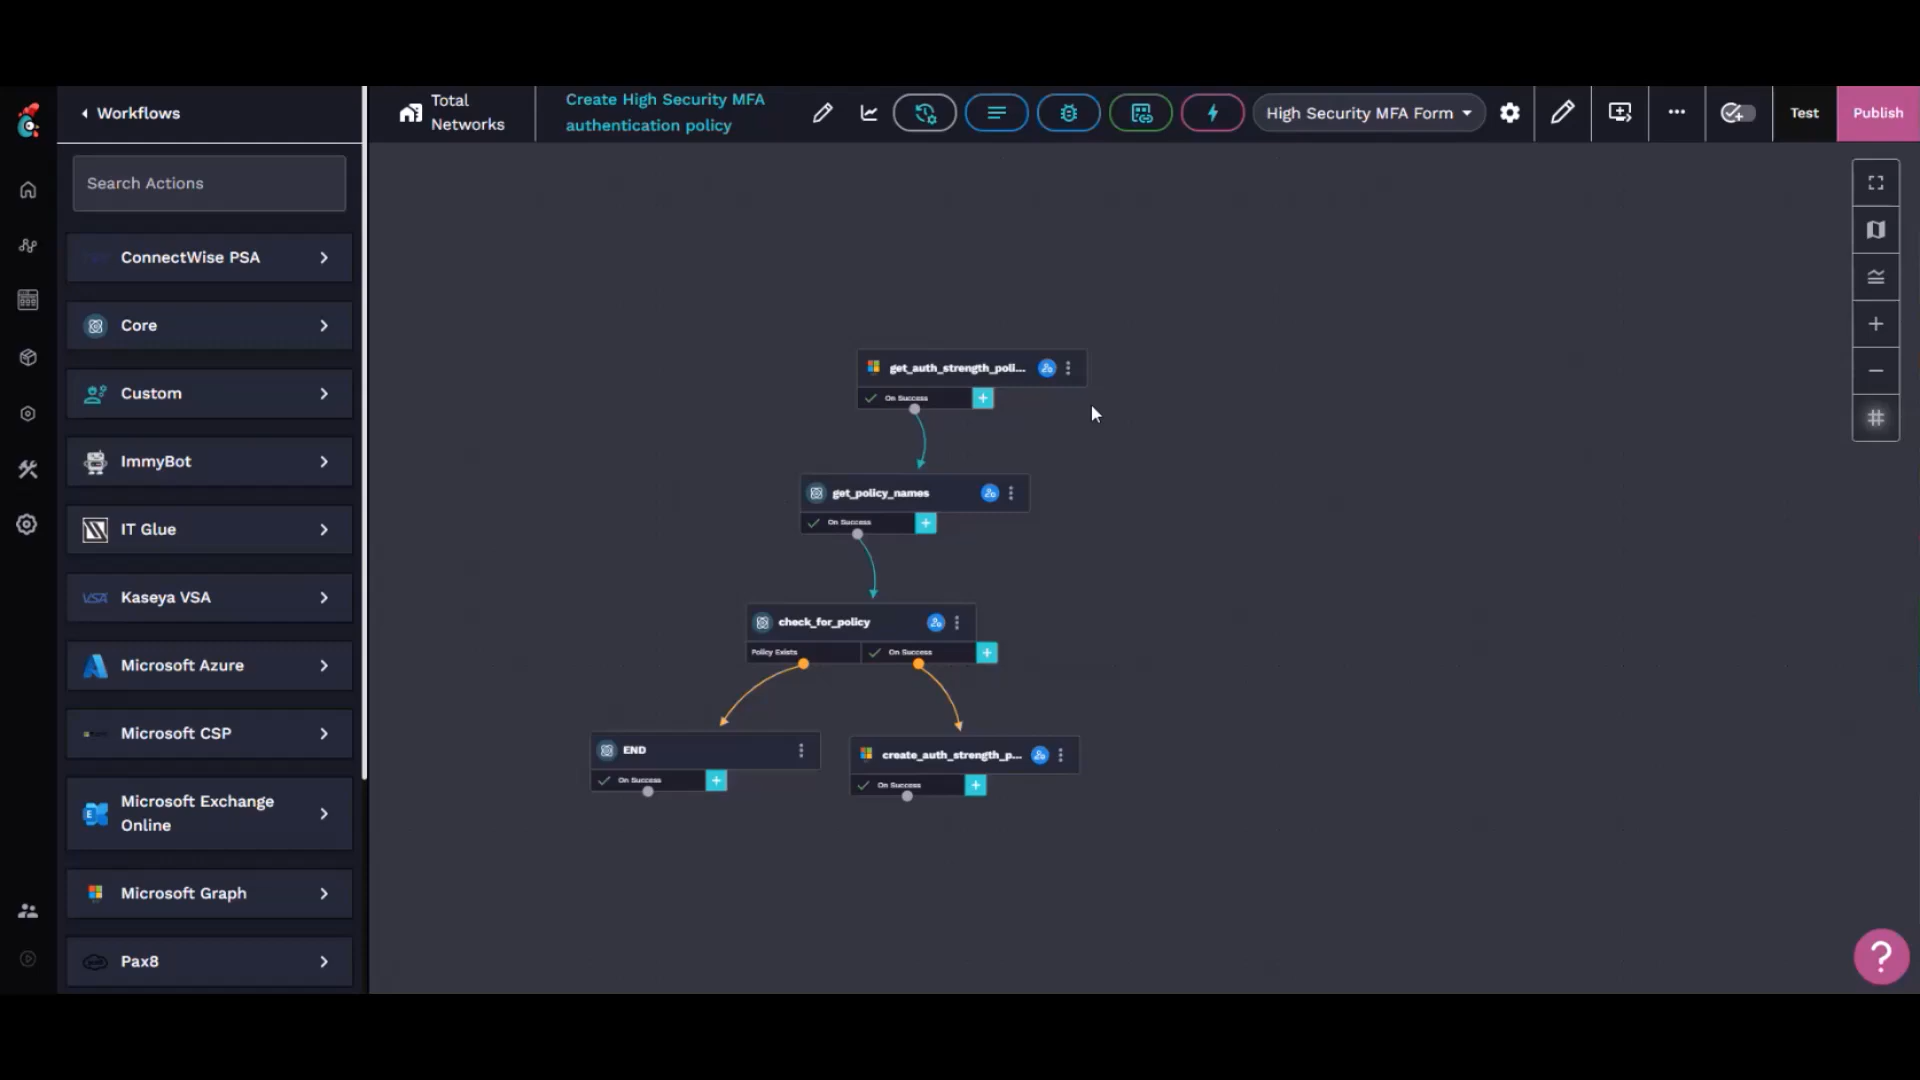 Workflows
Total
Networks
Create High Security MFA
authentication policy
High Security MFA Form
Test
Publish
Search Actions
ConnectWise PSA
Core
Custom
ImmyBot
IT Glue
VSA
Kaseya VSA
Microsoft Azure
Microsoft CSP
Microsoft Exchange
Online
Microsoft Graph
Pax8
get_auth_strength_poli...
On Success
get_policy_names
On Success
check_for_policy
Policy Exists
On Success
END
On Success
create_auth_strength_p...
On Success
?